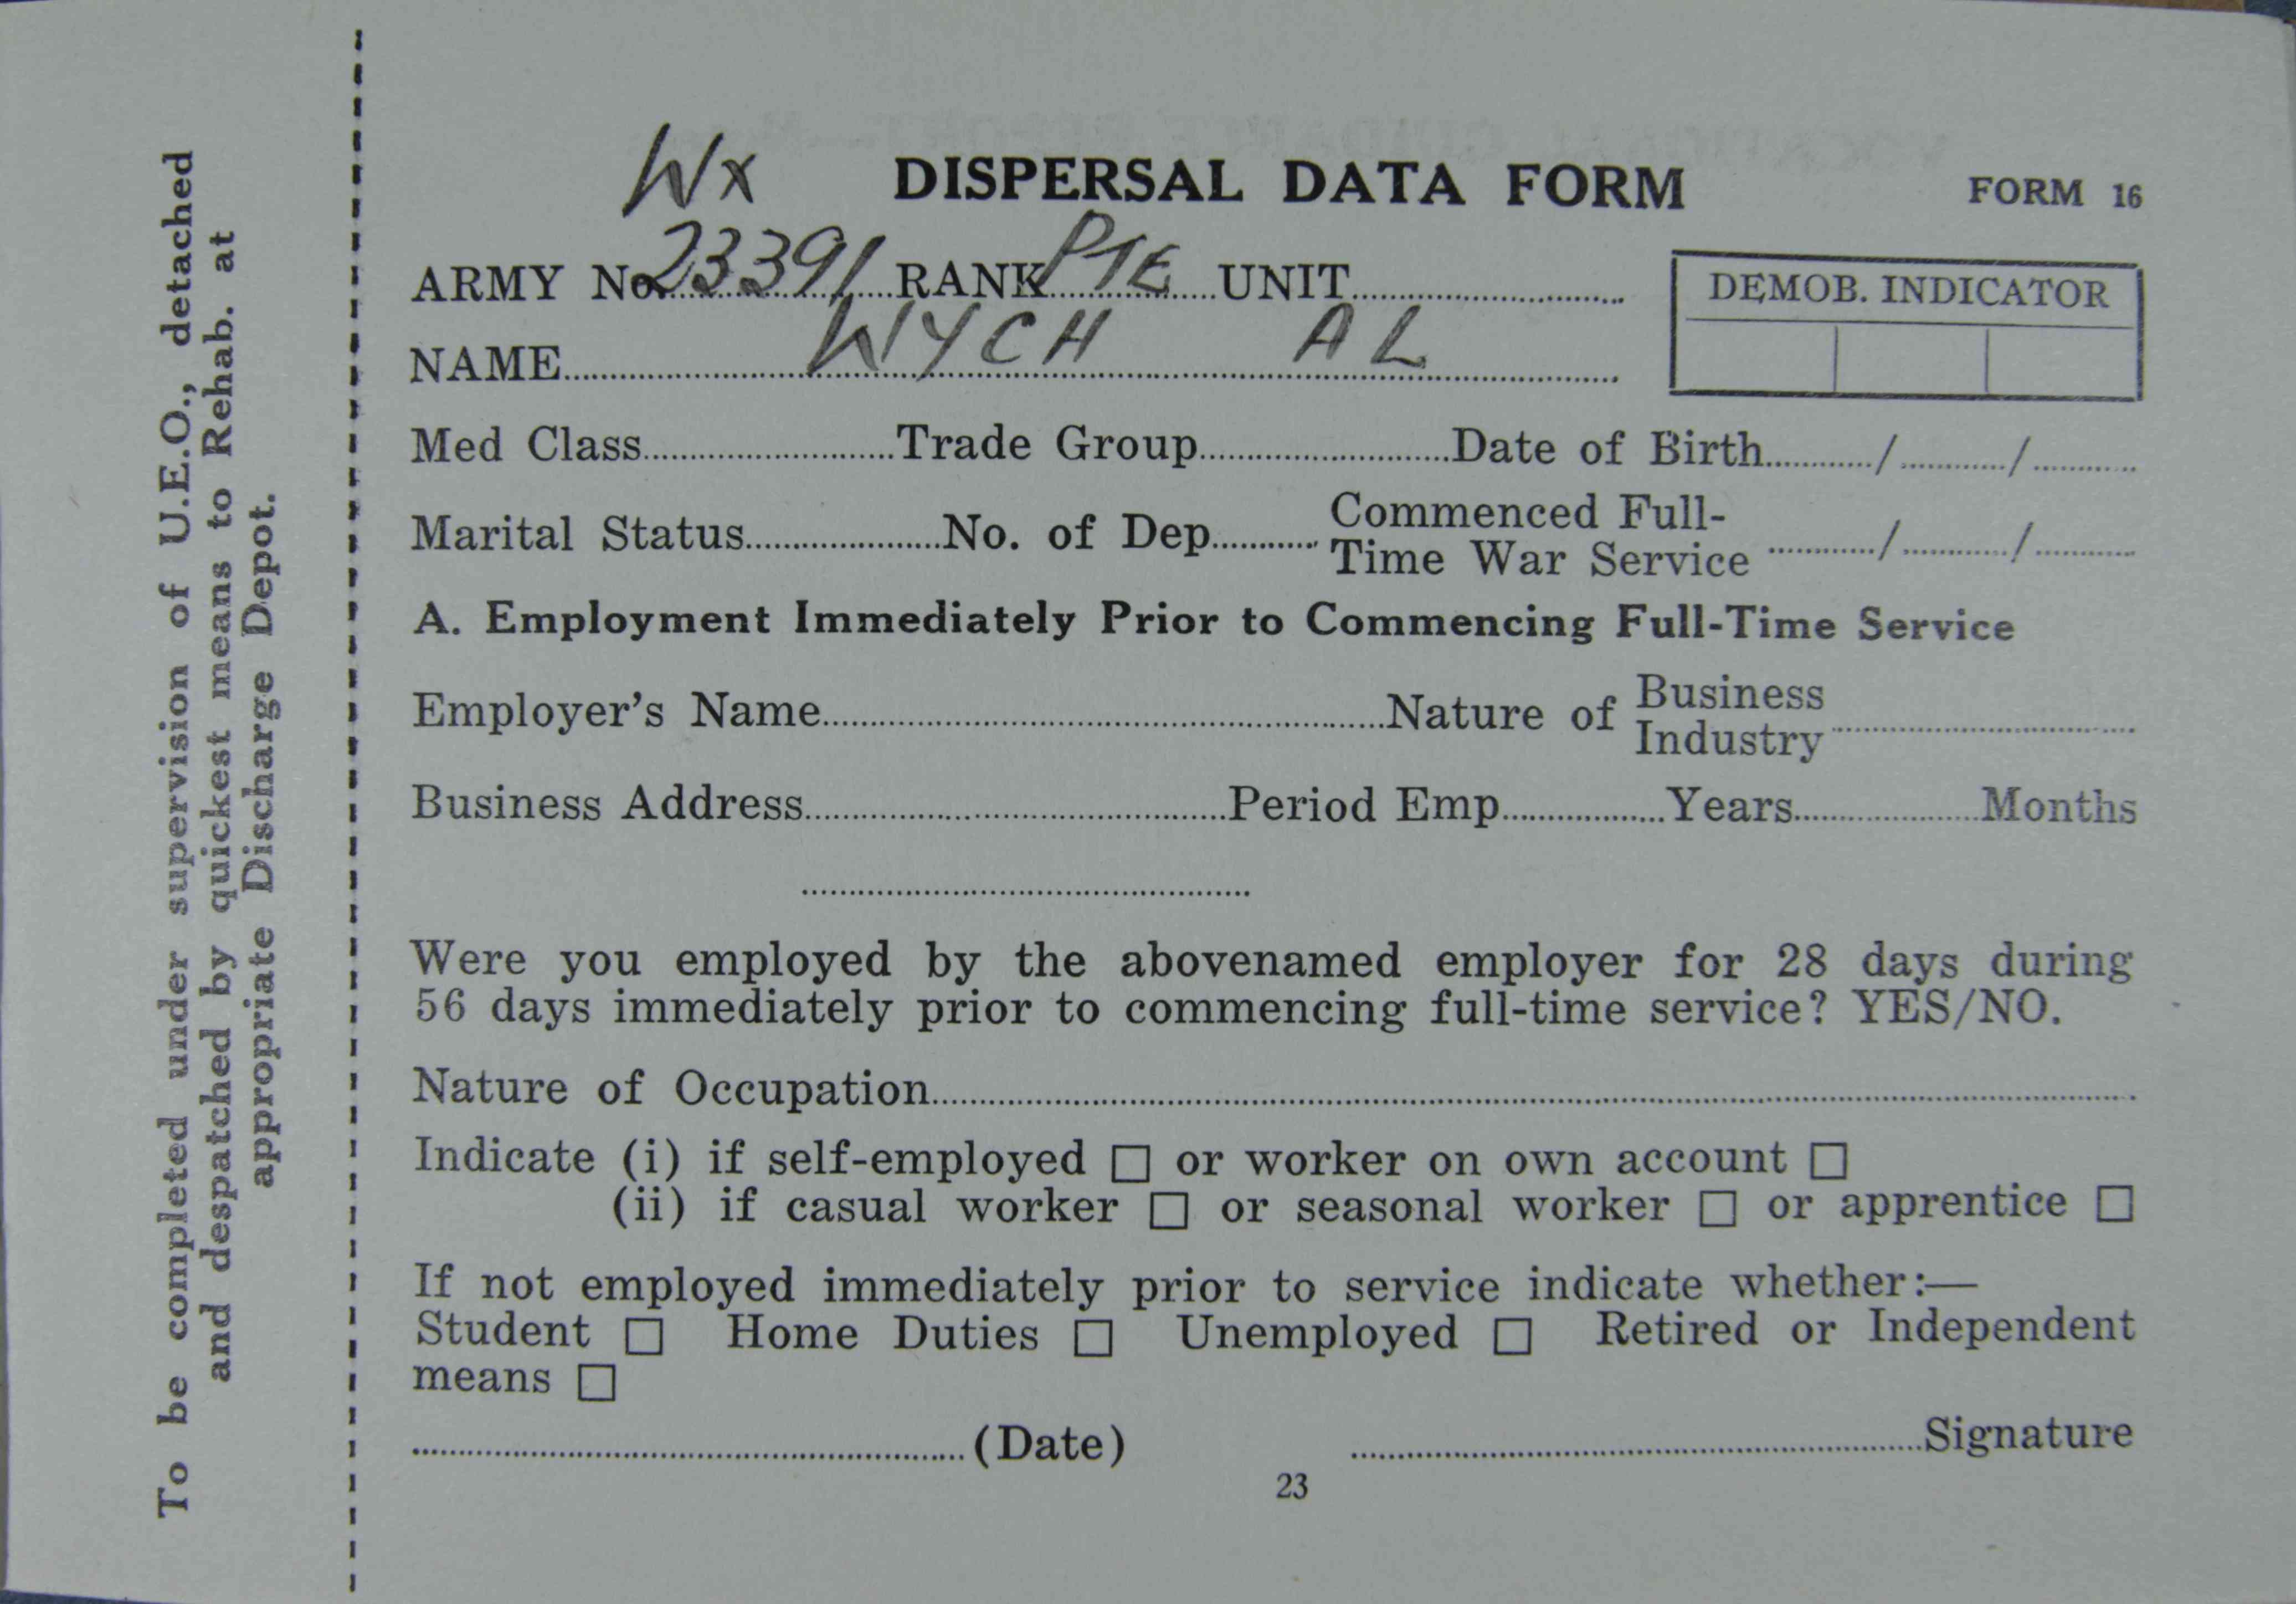 To be completed under supervision of U.E.O., detached
and despatched by quickest means to Rehab. at
appropriate Discharge Depot.
Wx
DISPERSAL DATA FORM FORM 16
ARMY No. 23391 RANK PTE UNIT
DEMOB. INDICATOR
NAME WYCH A L
Med Class Trade Group Date of Birth / /
Marital Status No. of Dep. Commenced Full-
Time War Service / /
A. Employment Immediately Prior to Commencing Full-Time Service
Employer's Name Nature of Business
Industry
Business Address Period Emp. Years Months
Were you employed by the abovenamed employer for 28 days during
56 days immediately prior to commencing full-time service? YES/NO.
Nature of Occupation
Indicate (i) if self-employed □ or worker on own account □
(ii) if casual worker □ or seasonal worker □ or apprentice □
If not employed immediately prior to service indicate whether:—
Student □ Home Duties □ Unemployed □ Retired or Independent
means □
(Date) Signature
23